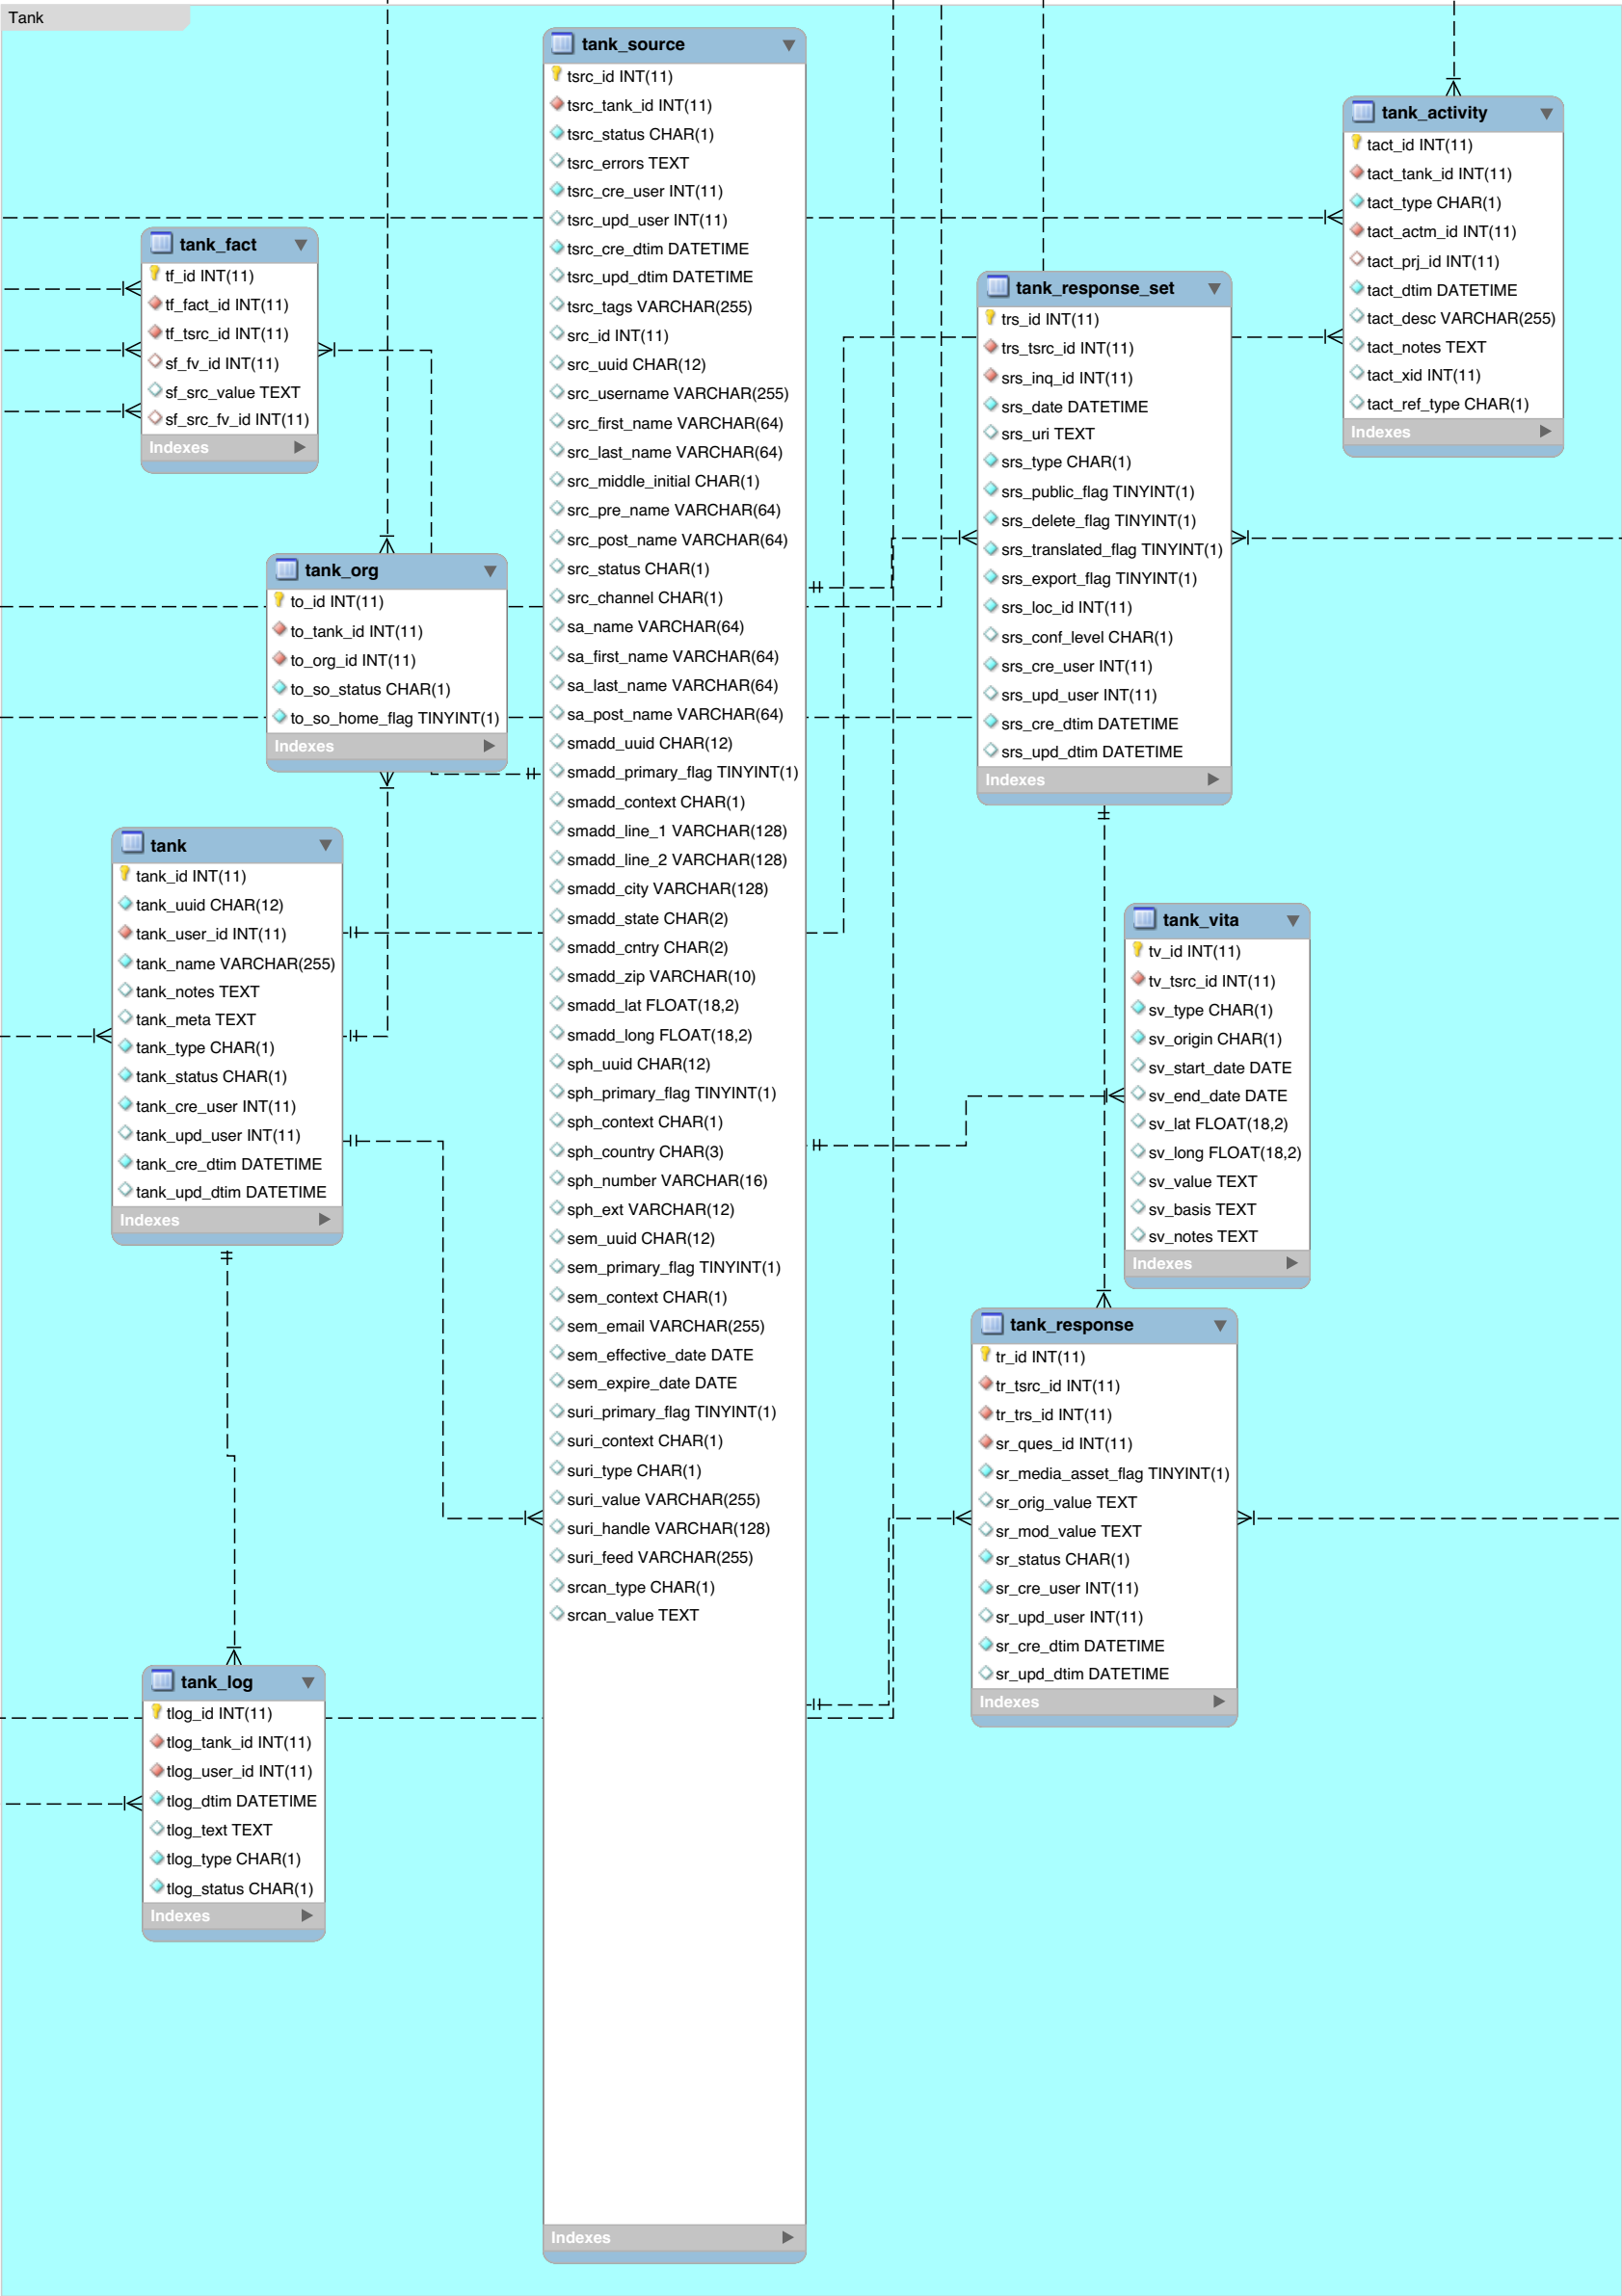 Tank
tank_source
tsrc_id INT(11)
tsrc_tank_id INT(11)
tsrc_status CHAR(1)
tsrc_errors TEXT
tsrc_cre_user INT(11)
tsrc_upd_user INT(11)
tsrc_cre_dtim DATETIME
tsrc_upd_dtim DATETIME
tsrc_tags VARCHAR(255)
src_id INT(11)
src_uuid CHAR(12)
src_username VARCHAR(255)
src_first_name VARCHAR(64)
src_last_name VARCHAR(64)
src_middle_initial CHAR(1)
src_pre_name VARCHAR(64)
src_post_name VARCHAR(64)
src_status CHAR(1)
src_channel CHAR(1)
sa_name VARCHAR(64)
sa_first_name VARCHAR(64)
sa_last_name VARCHAR(64)
sa_post_name VARCHAR(64)
smadd_uuid CHAR(12)
smadd_primary_flag TINYINT(1)
smadd_context CHAR(1)
smadd_line_1 VARCHAR(128)
smadd_line_2 VARCHAR(128)
smadd_city VARCHAR(128)
smadd_state CHAR(2)
smadd_cntry CHAR(2)
smadd_zip VARCHAR(10)
smadd_lat FLOAT(18,2)
smadd_long FLOAT(18,2)
sph_uuid CHAR(12)
sph_primary_flag TINYINT(1)
sph_context CHAR(1)
sph_country CHAR(3)
sph_number VARCHAR(16)
sph_ext VARCHAR(12)
sem_uuid CHAR(12)
sem_primary_flag TINYINT(1)
sem_context CHAR(1)
sem_email VARCHAR(255)
sem_effective_date DATE
sem_expire_date DATE
suri_primary_flag TINYINT(1)
suri_context CHAR(1)
suri_type CHAR(1)
suri_value VARCHAR(255)
suri_handle VARCHAR(128)
suri_feed VARCHAR(255)
srcan_type CHAR(1)
srcan_value TEXT
Indexes
tank_activity
tact_id INT(11)
tact_tank_id INT(11)
tact_type CHAR(1)
tact_actm_id INT(11)
tact_prj_id INT(11)
tact_dtim DATETIME
tact_desc VARCHAR(255)
tact_notes TEXT
tact_xid INT(11)
tact_ref_type CHAR(1)
Indexes
tank_fact
tf_id INT(11)
tf_fact_id INT(11)
tf_tsrc_id INT(11)
sf_fv_id INT(11)
sf_src_value TEXT
sf_src_fv_id INT(11)
Indexes
tank_response_set
trs_id INT(11)
trs_tsrc_id INT(11)
srs_inq_id INT(11)
srs_date DATETIME
srs_uri TEXT
srs_type CHAR(1)
srs_public_flag TINYINT(1)
srs_delete_flag TINYINT(1)
srs_translated_flag TINYINT(1)
srs_export_flag TINYINT(1)
srs_loc_id INT(11)
srs_conf_level CHAR(1)
srs_cre_user INT(11)
srs_upd_user INT(11)
srs_cre_dtim DATETIME
srs_upd_dtim DATETIME
Indexes
tank_org
to_id INT(11)
to_tank_id INT(11)
to_org_id INT(11)
to_so_status CHAR(1)
to_so_home_flag TINYINT(1)
Indexes
tank
tank_id INT(11)
tank_uuid CHAR(12)
tank_user_id INT(11)
tank_name VARCHAR(255)
tank_notes TEXT
tank_meta TEXT
tank_type CHAR(1)
tank_status CHAR(1)
tank_cre_user INT(11)
tank_upd_user INT(11)
tank_cre_dtim DATETIME
tank_upd_dtim DATETIME
Indexes
tank_vita
tv_id INT(11)
tv_tsrc_id INT(11)
sv_type CHAR(1)
sv_origin CHAR(1)
sv_start_date DATE
sv_end_date DATE
sv_lat FLOAT(18,2)
sv_long FLOAT(18,2)
sv_value TEXT
sv_basis TEXT
sv_notes TEXT
Indexes
tank_response
tr_id INT(11)
tr_tsrc_id INT(11)
tr_trs_id INT(11)
sr_ques_id INT(11)
sr_media_asset_flag TINYINT(1)
sr_orig_value TEXT
sr_mod_value TEXT
sr_status CHAR(1)
sr_cre_user INT(11)
sr_upd_user INT(11)
sr_cre_dtim DATETIME
sr_upd_dtim DATETIME
Indexes
tank_log
tlog_id INT(11)
tlog_tank_id INT(11)
tlog_user_id INT(11)
tlog_dtim DATETIME
tlog_text TEXT
tlog_type CHAR(1)
tlog_status CHAR(1)
Indexes